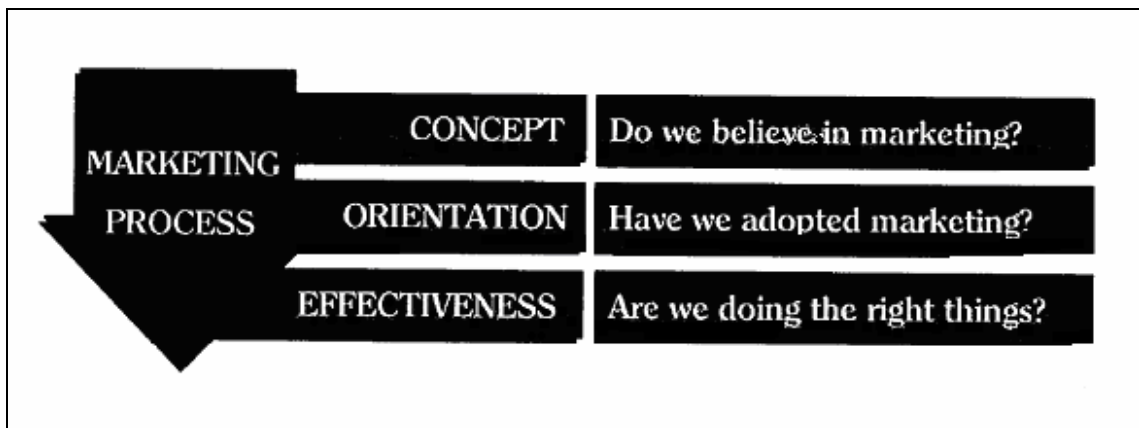 MARKETING
PROCESS
CONCEPT
Do we believe in marketing?
ORIENTATION
Have we adopted marketing?
EFFECTIVENESS
Are we doing the right things?